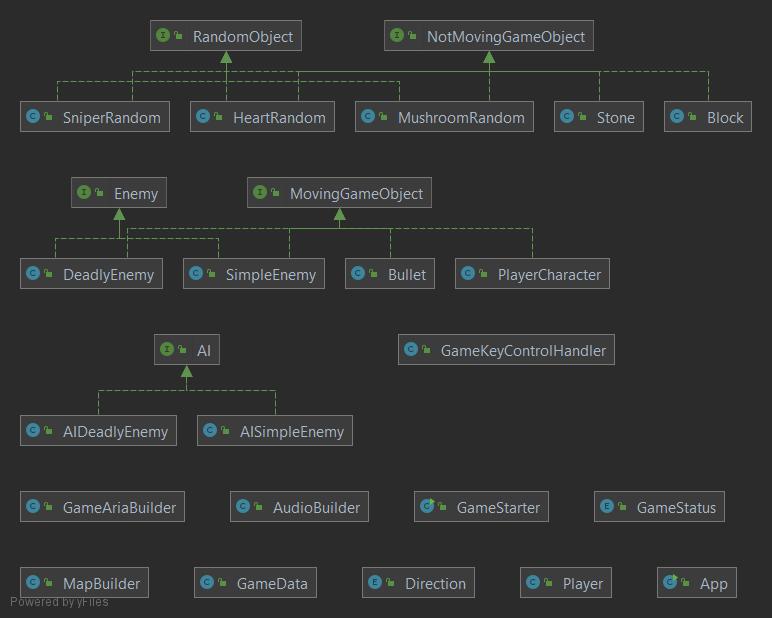 I RandomObject
I NotMovingGameObject
C SniperRandom
C HeartRandom
C MushroomRandom
C Stone
C Block
I Enemy
I MovingGameObject
C DeadlyEnemy
C SimpleEnemy
C Bullet
C PlayerCharacter
I AI
C GameKeyControlHandler
C AIDeadlyEnemy
C AISimpleEnemy
C GameAriaBuilder
C AudioBuilder
C GameStarter
E GameStatus
C MapBuilder
C GameData
E Direction
C Player
C App
Powered by yFiles